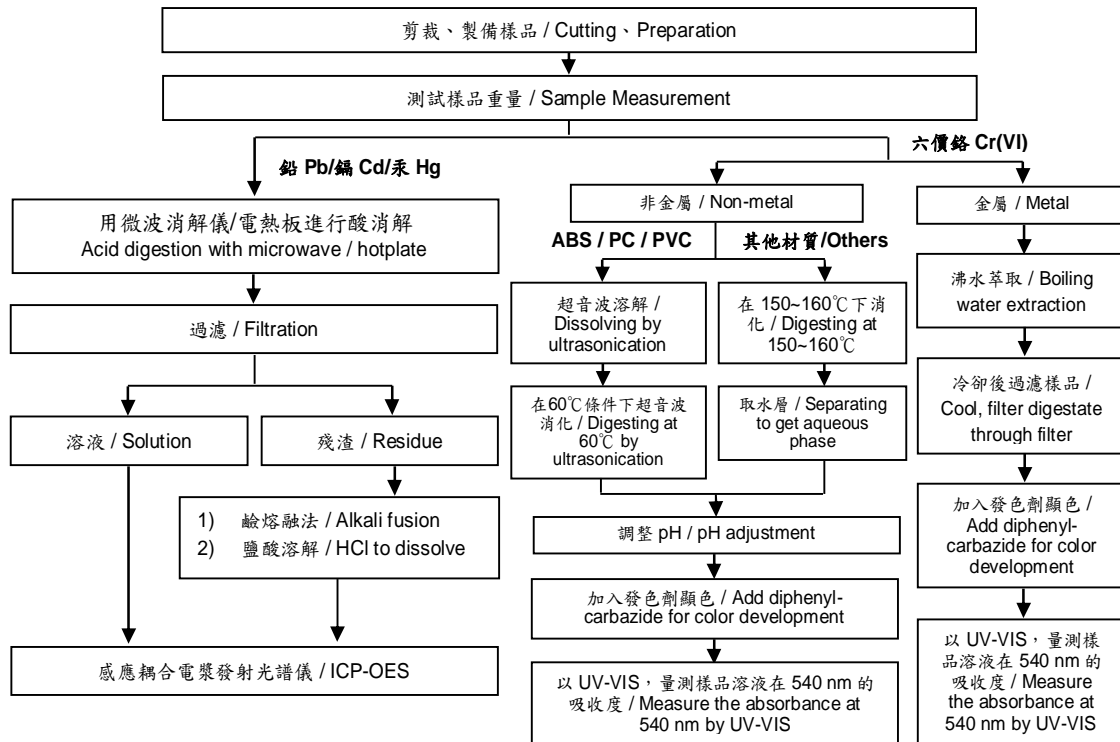 剪裁、製備樣品 / Cutting、Preparation
測試樣品重量 / Sample Measurement
鉛 Pb/鎘 Cd/汞 Hg
六價鉻 Cr(VI)
用微波消解儀/電熱板進行酸消解
Acid digestion with microwave / hotplate
過濾 / Filtration
溶液 / Solution
殘渣 / Residue
1) 鹼熔融法 / Alkali fusion
2) 鹽酸溶解 / HCl to dissolve
感應耦合電漿發射光譜儀 / ICP-OES
非金屬 / Non-metal
ABS / PC / PVC
其他材質/Others
超音波溶解 /
Dissolving by
ultrasonication
在60℃條件下超音波
消化 / Digesting at
60℃ by
ultrasonication
在 150~160℃下消
化 / Digesting at
150~160℃
取水層 / Separating
to get aqueous
phase
調整 pH / pH adjustment
加入發色劑顯色 / Add diphenyl-
carbazide for color development
以 UV-VIS，量測樣品溶液在 540 nm 的
吸收度 / Measure the absorbance at
540 nm by UV-VIS
金屬 / Metal
沸水萃取 / Boiling
water extraction
冷卻後過濾樣品 /
Cool, filter digestate
through filter
加入發色劑顯色 /
Add diphenyl-
carbazide for color
development
以 UV-VIS，量測樣
品溶液在 540 nm 的
吸收度 / Measure
the absorbance at
540 nm by UV-VIS